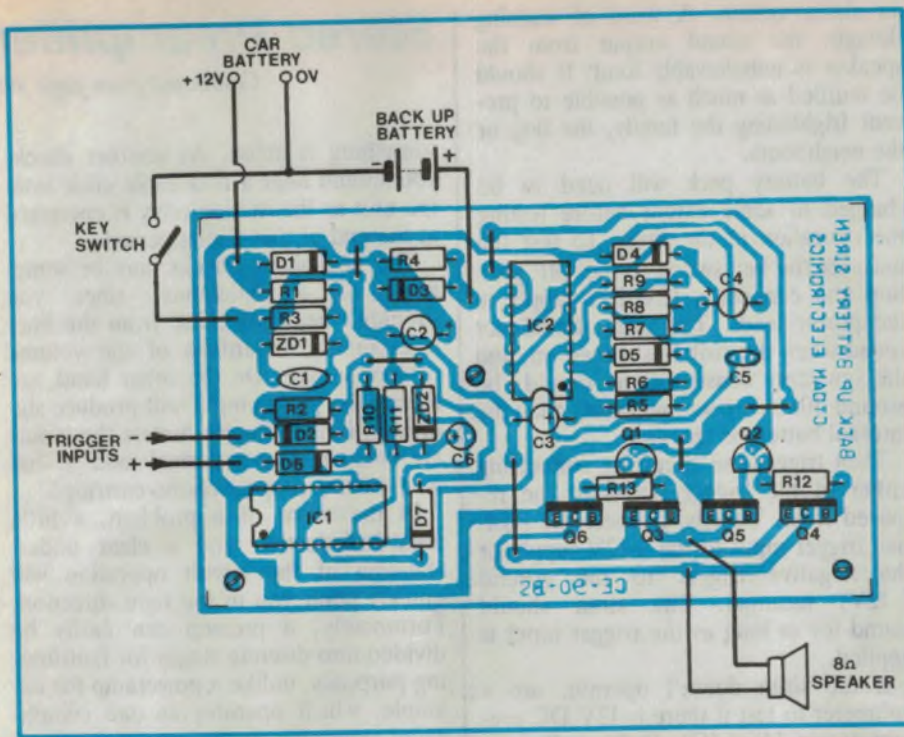 CAR
BATTERY
+12V
0V
BACK UP
BATTERY
- +
KEY
SWITCH
D1
R1
R3
ZD1
C1
R2
D2
D6
IC1
R4
D3
+
C2
R10
R11
ZD2
+
C6
D7
TRIGGER
INPUTS
-
+
IC2
D4
R9
R8
R7
D5
R6
R5
+
C4
C5
+
C3
Q1
Q2
R13
R12
E C B
Q6
E C B
Q3
E C B
Q5
E C B
Q4
CTOAN ELECTRONICS
BACK UP BATTERY SIREN
CE-90-B2
8Ω
SPEAKER